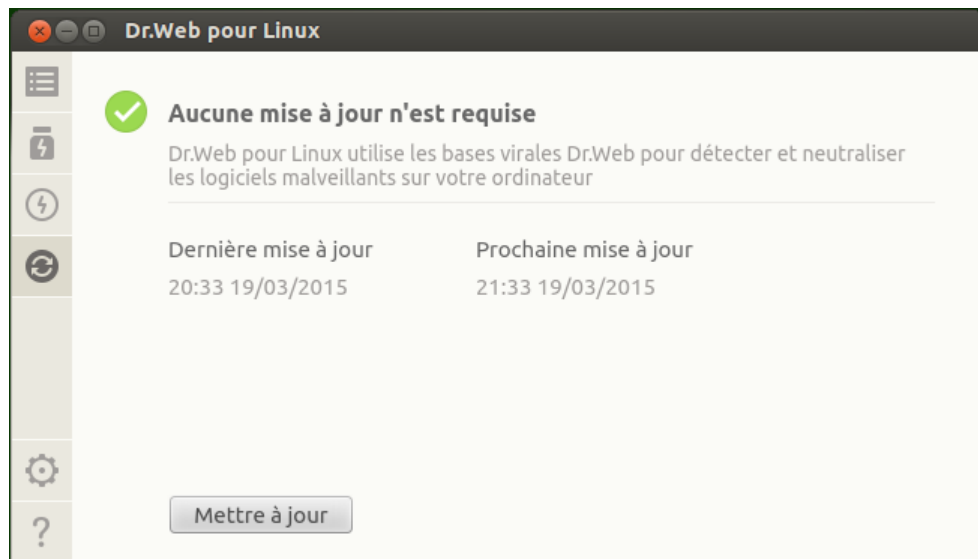 Dr.Web pour Linux
Aucune mise à jour n'est requise
Dr.Web pour Linux utilise les bases virales Dr.Web pour détecter et neutraliser
les logiciels malveillants sur votre ordinateur
Dernière mise à jour
Prochaine mise à jour
20:33 19/03/2015
21:33 19/03/2015
Mettre à jour
?